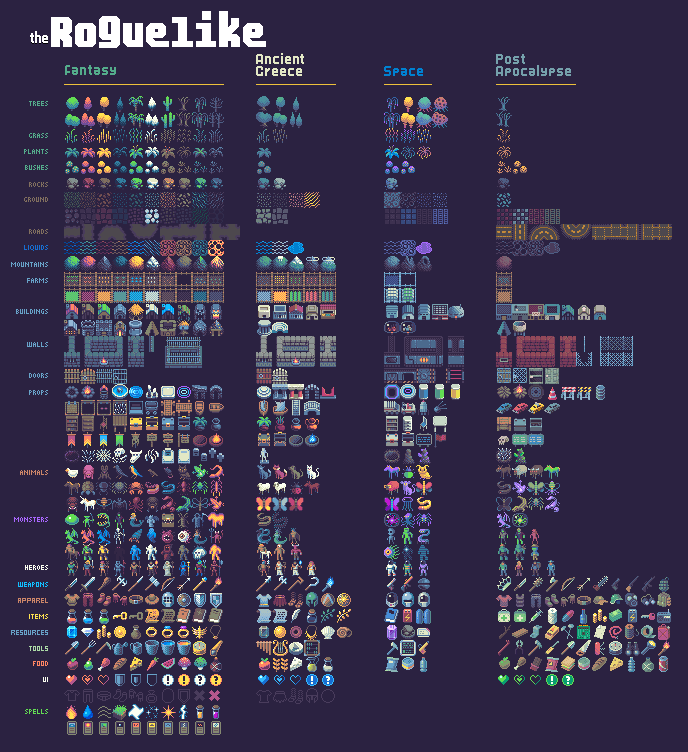 the Roguelike
Fantasy
Ancient
Greece
Space
Post
Apocalypse
TREES
GRASS
PLANTS
BUSHES
ROCKS
GROUND
ROADS
LIQUIDS
MOUNTAINS
FARMS
BUILDINGS
WALLS
DOORS
PROPS
ANIMALS
MONSTERS
HEROES
WEAPONS
APPAREL
ITEMS
RESOURCES
TOOLS
FOOD
UI
SPELLS